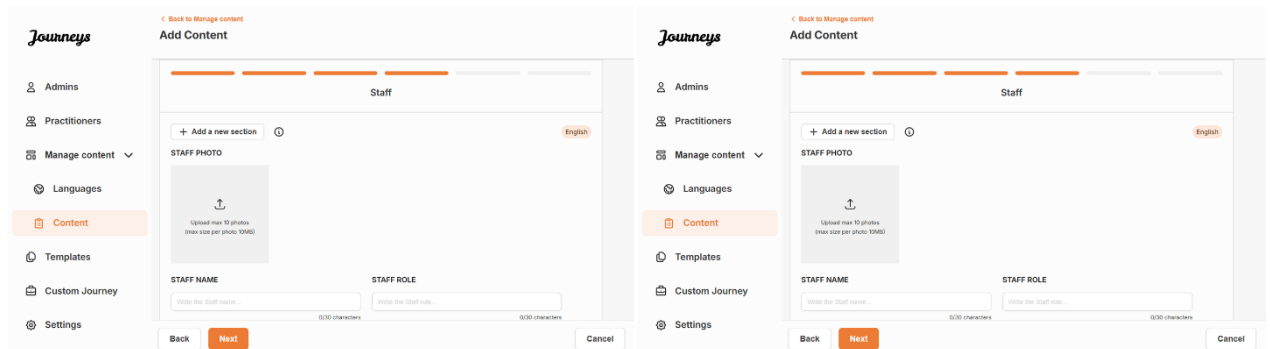 Journeys
Admins
Practitioners
Manage content
Languages
Content
Templates
Custom Journey
Settings
Back to Manage content
Add Content
Staff
+ Add a new section
English
STAFF PHOTO
Upload max 10 photos
(max size per photo 10MB)
STAFF NAME
STAFF ROLE
Write the Staff name...
Write the Staff role...
0/30 characters
0/30 characters
Back
Next
Cancel
Journeys
Admins
Practitioners
Manage content
Languages
Content
Templates
Custom Journey
Settings
Back to Manage content
Add Content
Staff
+ Add a new section
English
STAFF PHOTO
Upload max 10 photos
(max size per photo 10MB)
STAFF NAME
STAFF ROLE
Write the Staff name...
Write the Staff role...
0/30 characters
0/30 characters
Back
Next
Cancel